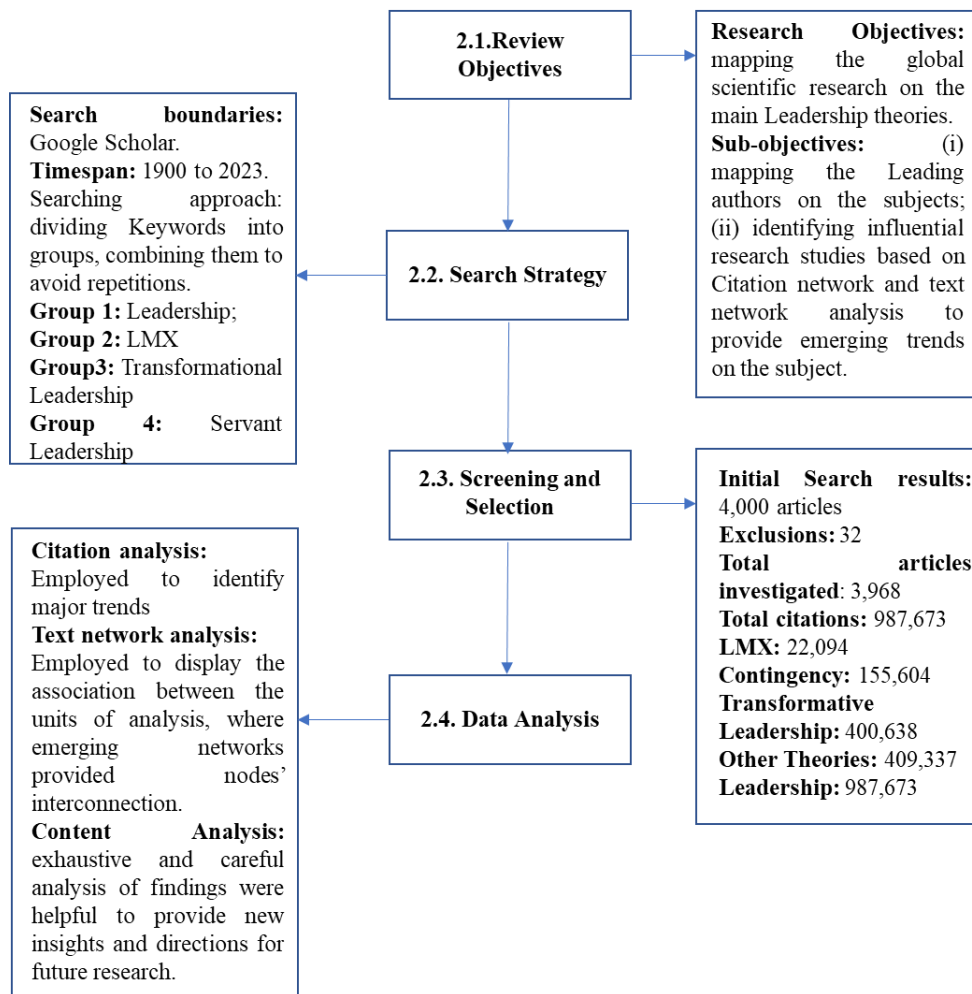 2.1.Review
Objectives
Research Objectives:
mapping the global
scientific research on the
main Leadership theories.
Sub-objectives: (i)
mapping the Leading
authors on the subjects;
(ii) identifying influential
research studies based on
Citation network and text
network analysis to
provide emerging trends
on the subject.
Search boundaries:
Google Scholar.
Timespan: 1900 to 2023.
Searching approach:
dividing Keywords into
groups, combining them to
avoid repetitions.
Group 1: Leadership;
Group 2: LMX
Group3: Transformational
Leadership
Group 4: Servant
Leadership
2.2. Search Strategy
2.3. Screening and
Selection
Initial Search results:
4,000 articles
Exclusions: 32
Total articles
investigated: 3,968
Total citations: 987,673
LMX: 22,094
Contingency: 155,604
Transformative
Leadership: 400,638
Other Theories: 409,337
Leadership: 987,673
Citation analysis:
Employed to identify
major trends
Text network analysis:
Employed to display the
association between the
units of analysis, where
emerging networks
provided nodes’
interconnection.
Content Analysis:
exhaustive and careful
analysis of findings were
helpful to provide new
insights and directions for
future research.
2.4. Data Analysis